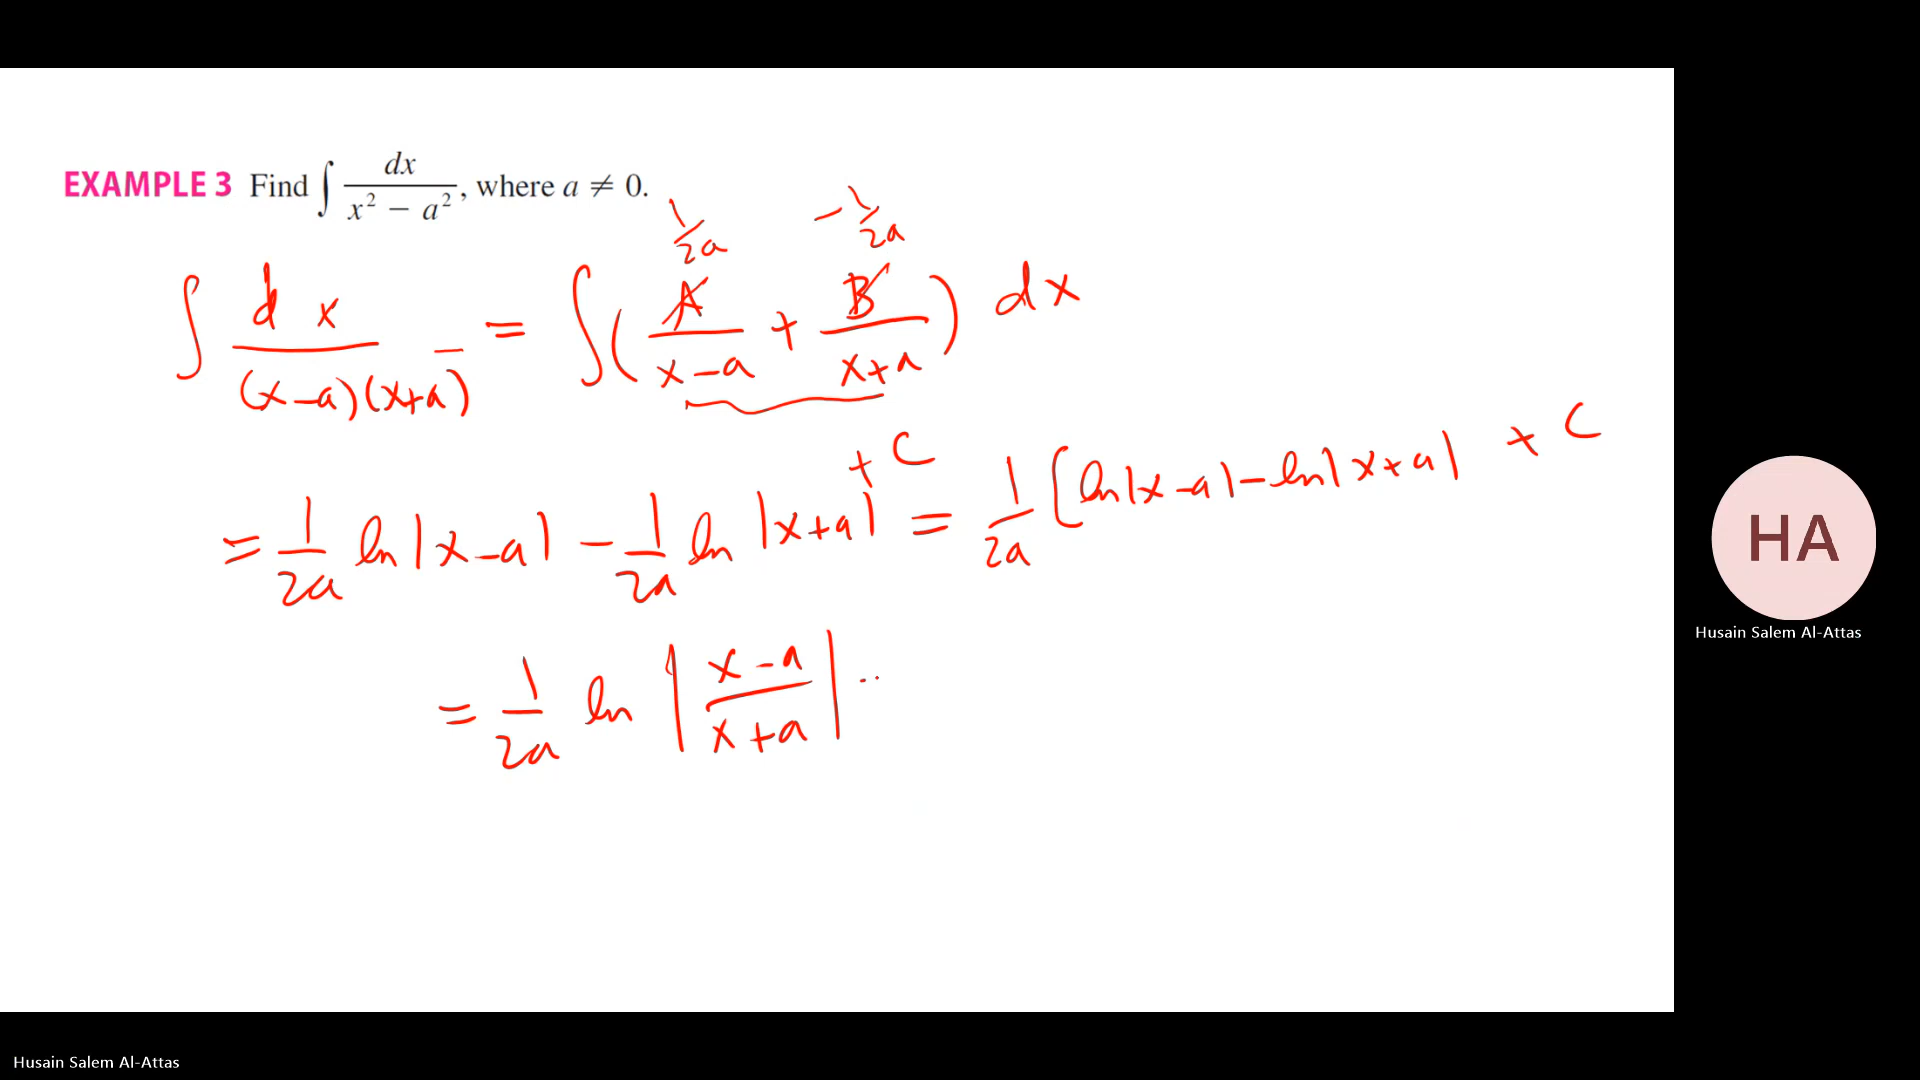 EXAMPLE 3 Find ∫ dx / (x² − a²), where a ≠ 0.
1/2a −1/2a
∫ dx / (x−a)(x+a) = ∫( A/(x−a) + B/(x+a) ) dx
= 1/2a ln|x−a| − 1/2a ln|x+a| + C = 1/2a [ln|x−a| − ln|x+a| + C
= 1/2a ln |(x−a)/(x+a)| ..
HA
Husain Salem Al-Attas
Husain Salem Al-Attas